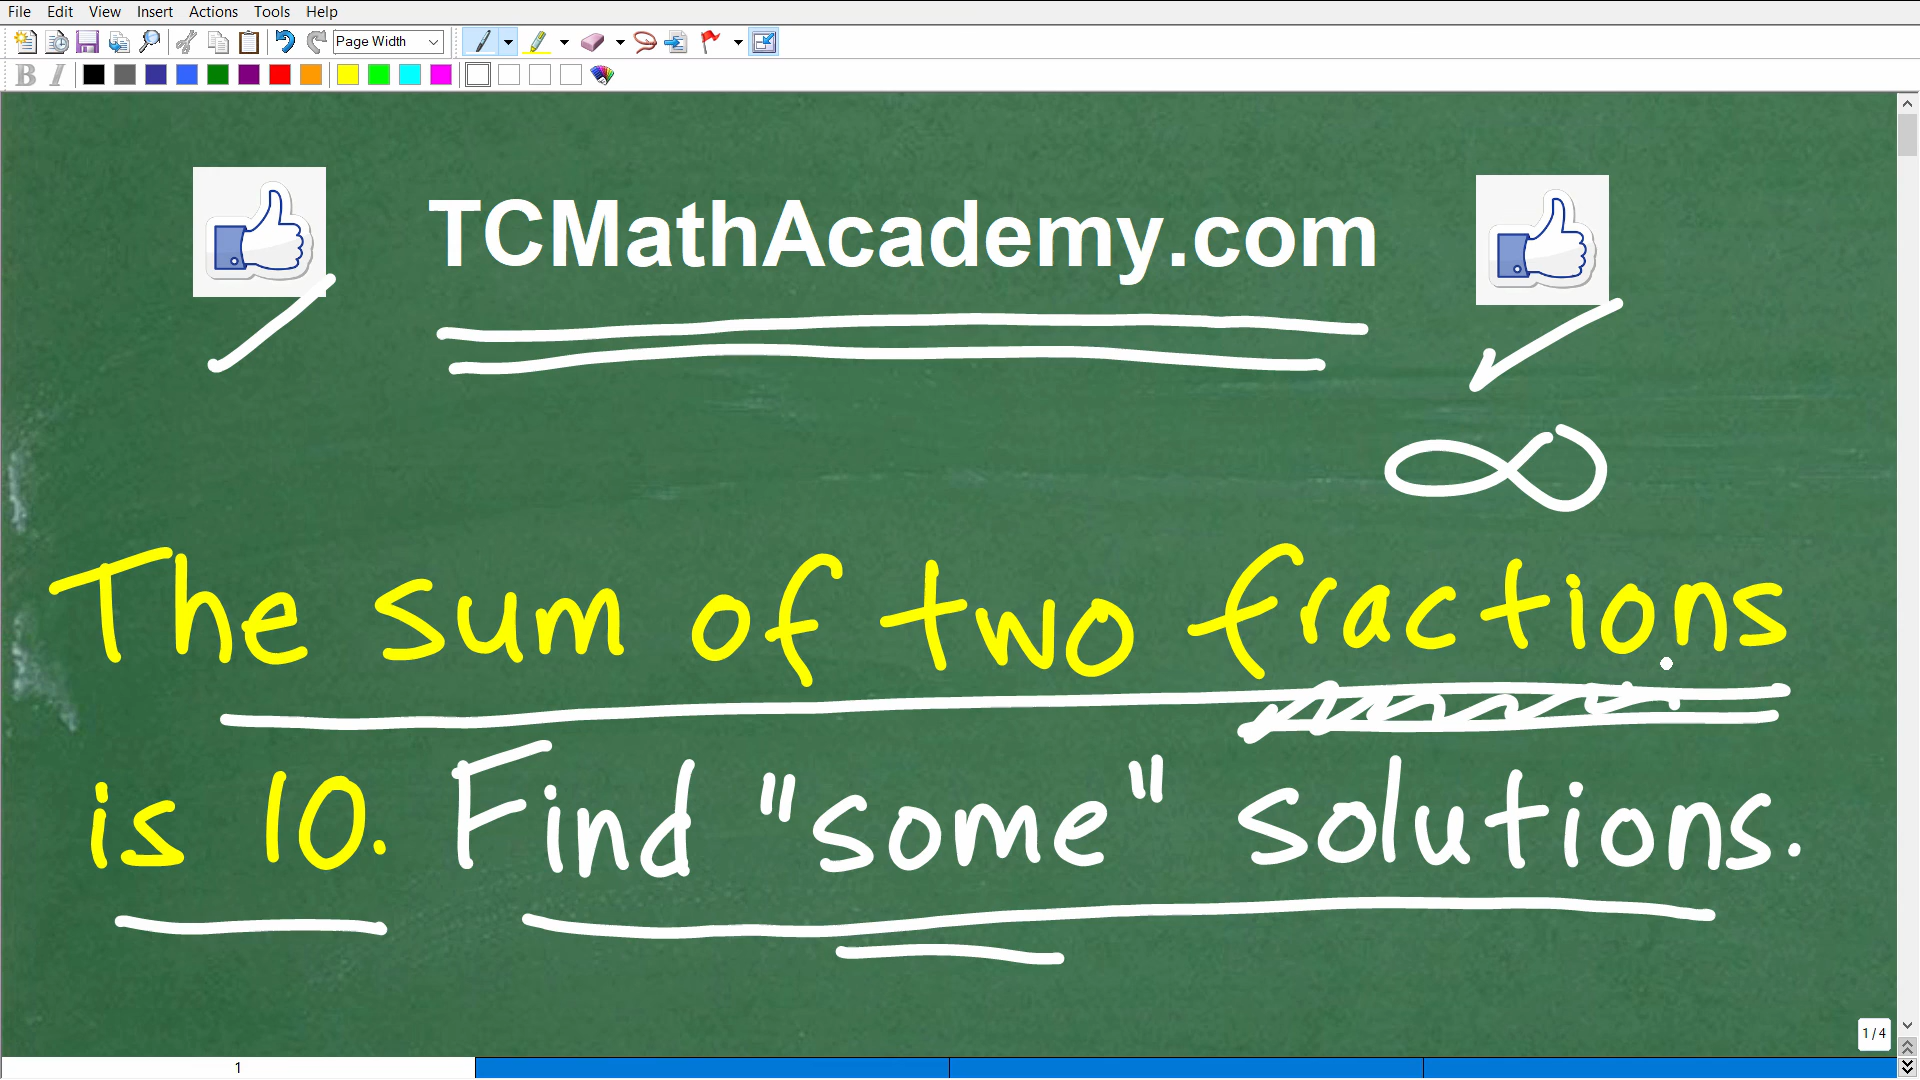 File Edit View Insert Actions Tools Help
Page Width
B I
TCMathAcademy.com
∞
The sum of two fractions
is 10. Find "some" solutions.
1 / 4
1